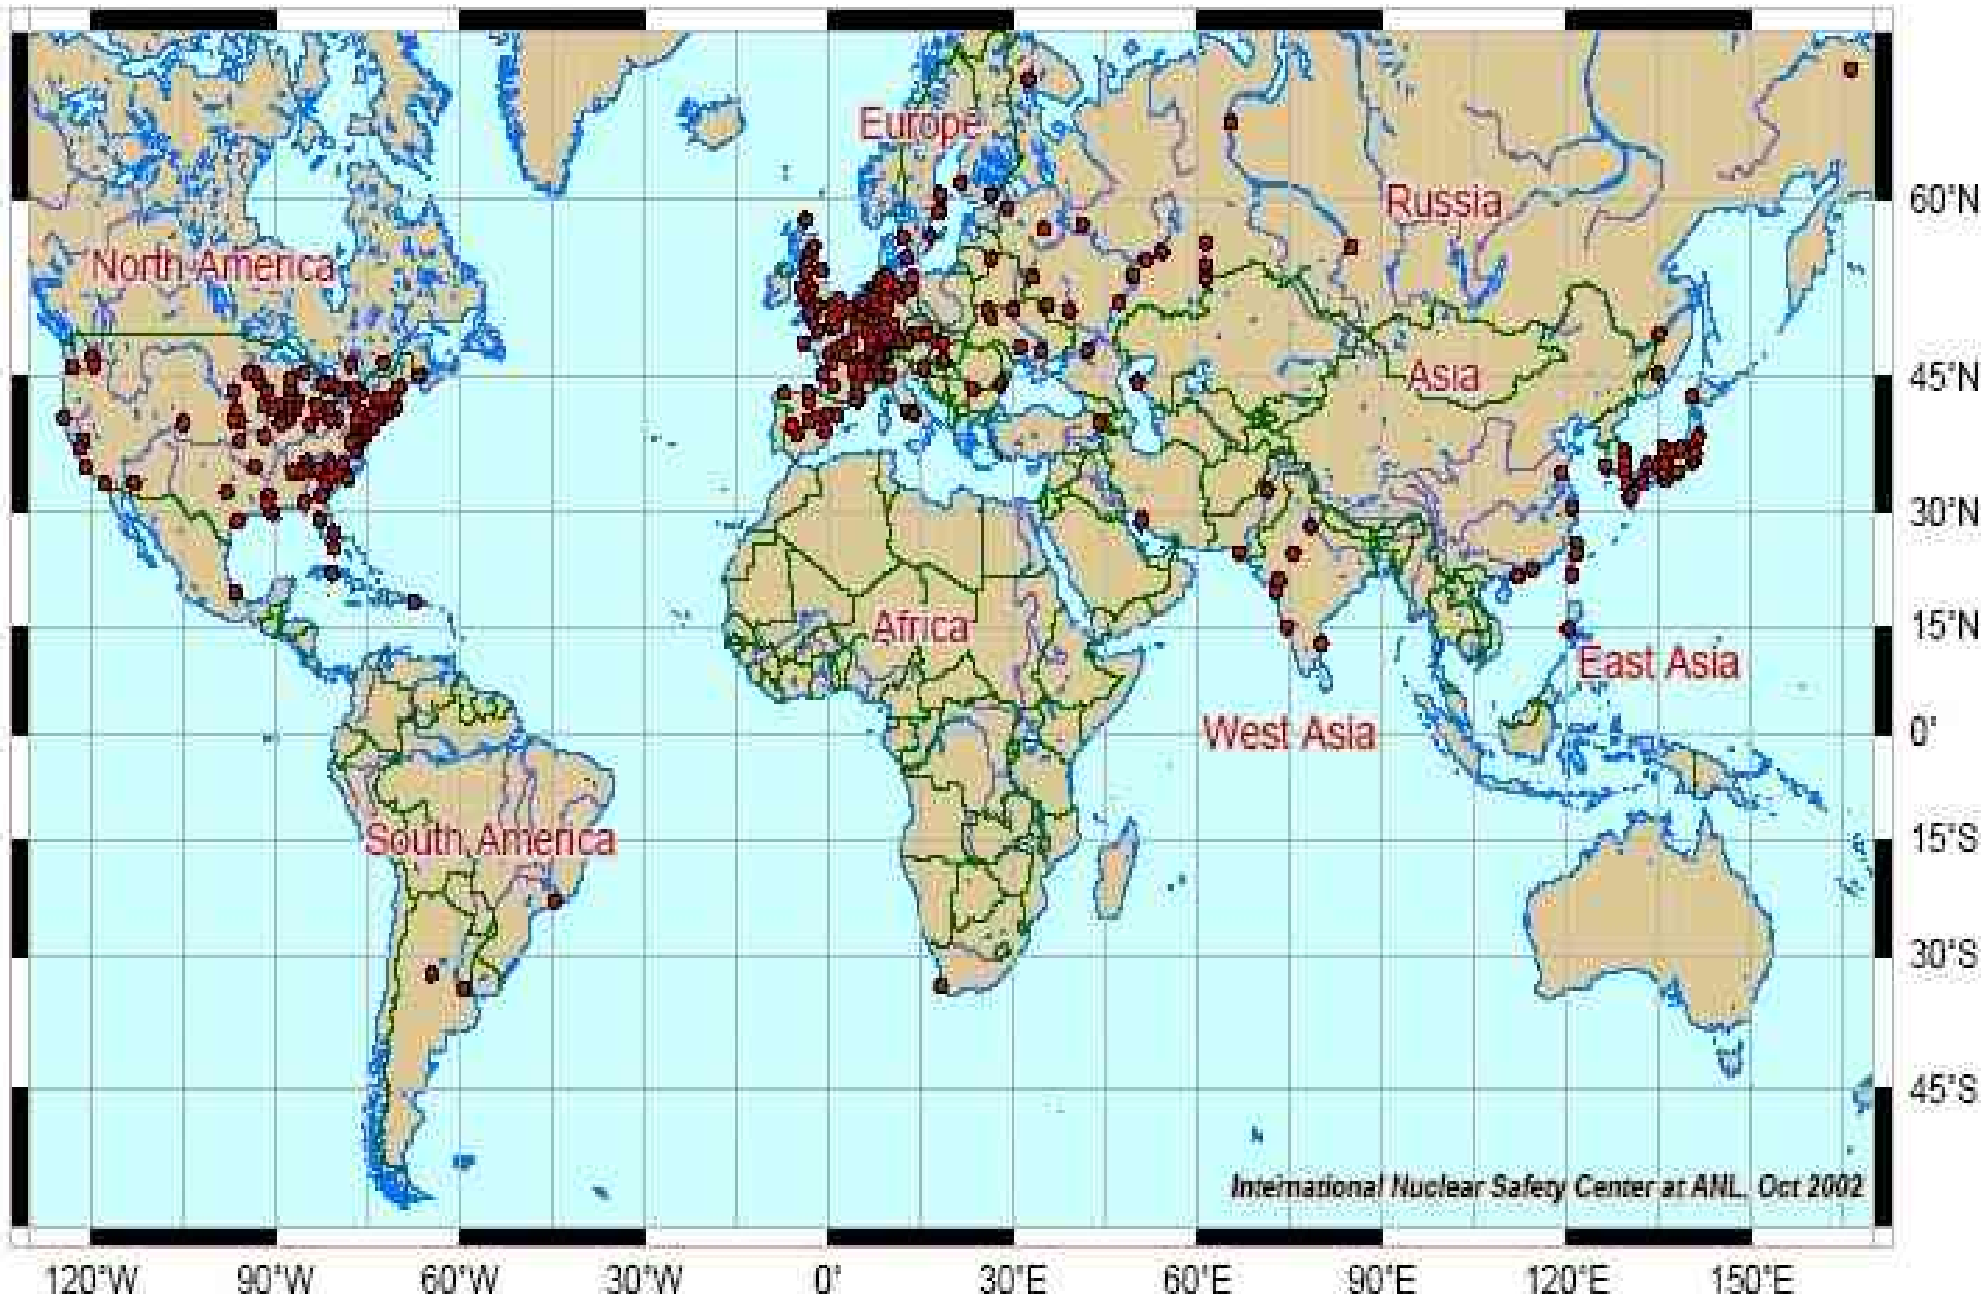 Europe
60°N
Russia
North America
Asia
45°N
30°N
Africa
15°N
East Asia
West Asia
0°
South America
15°S
30°S
45°S
International Nuclear Safety Center at ANL, Oct 2002
120°W 90°W 60°W 30°W 0° 30°E 60°E 90°E 120°E 150°E